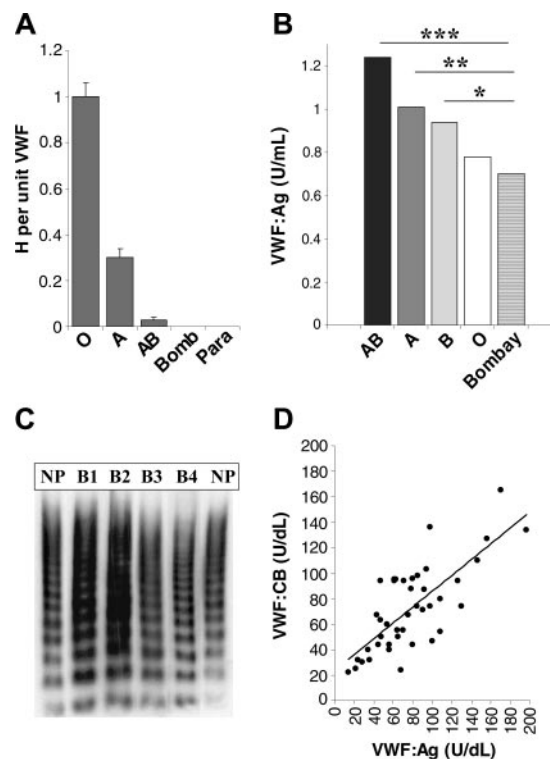 A
H per unit VWF
1.2
1
0.8
0.6
0.4
0.2
0
O A AB Bomb Para
B
VWF:Ag (U/mL)
1.2
1
0.8
0.6
0.4
0.2
0
***
**
*
AB A B O Bombay
C
NP B1 B2 B3 B4 NP
D
VWF:CB (U/dL)
200
180
160
140
120
100
80
60
40
20
0
0 20 40 60 80 100 120 140 160 180 200
VWF:Ag (U/dL)